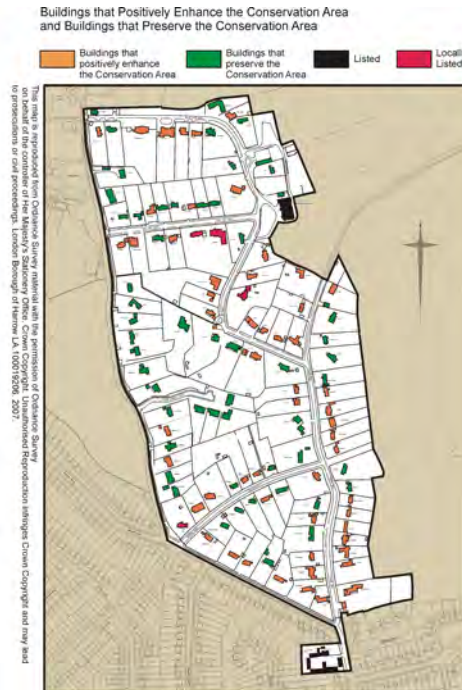 Buildings that Positively Enhance the Conservation Area
and Buildings that Preserve the Conservation Area
Buildings that
positively enhance
the Conservation Area
Buildings that
preserve the
Conservation Area
Listed
Locally
Listed
This map is reproduced from Ordnance Survey material with the permission of Ordnance Survey
on behalf of the controller of Her Majesty's Stationery Office. Crown Copyright. Unauthorised Reproduction infringes Crown Copyright and may lead
to prosecutions or civil proceedings. London Borough of Harrow LA.100019206. 2007.